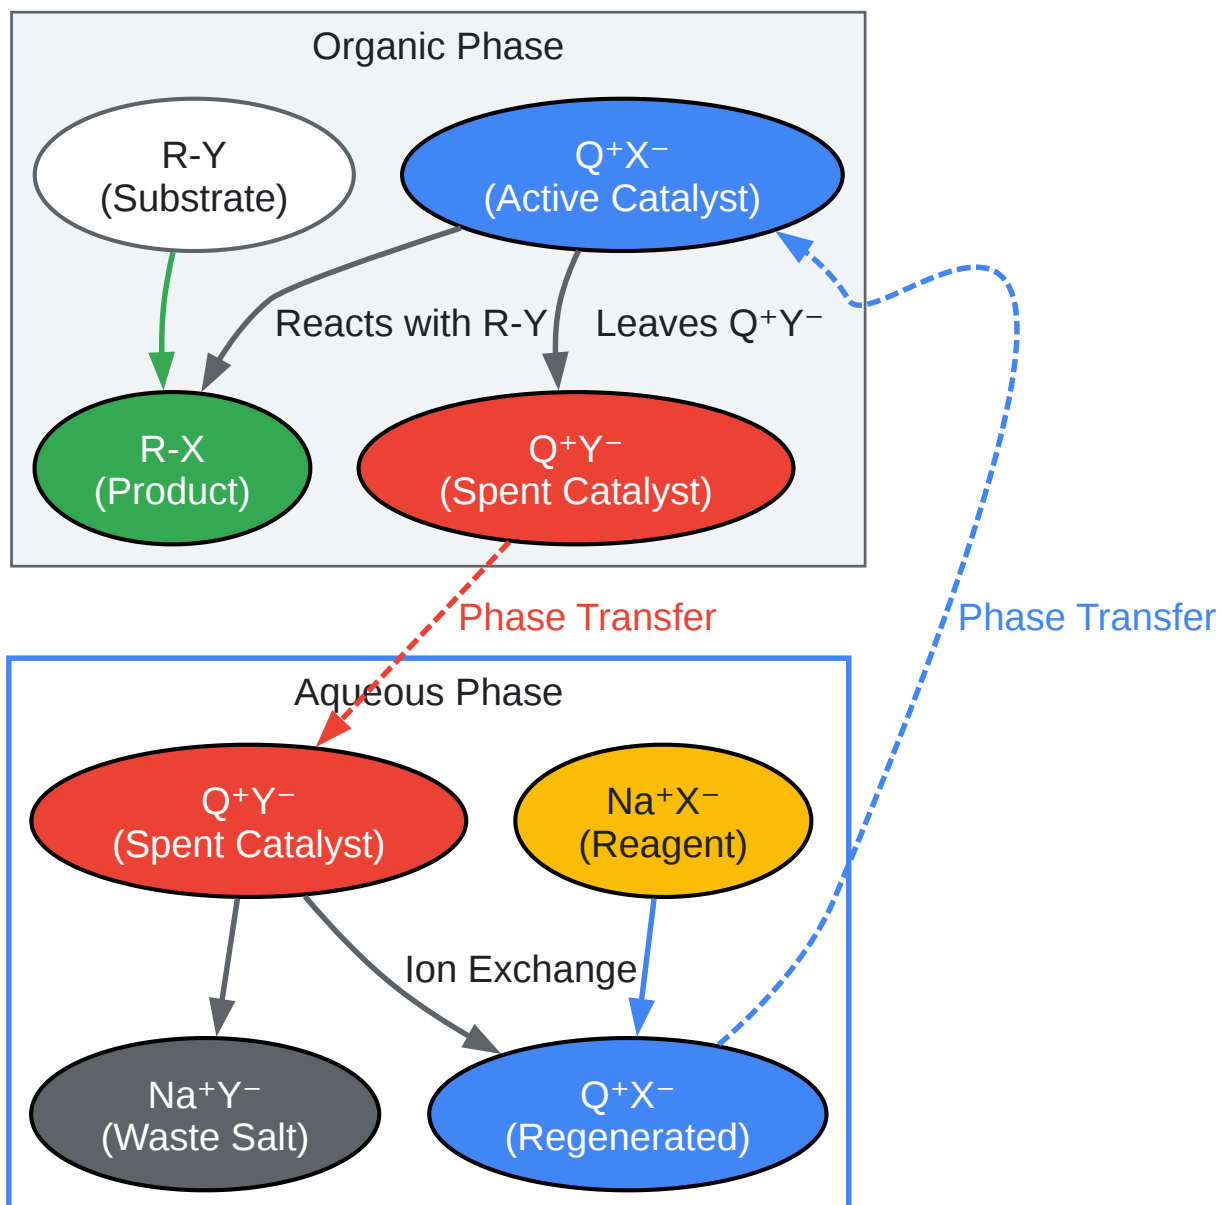 Organic Phase
R-Y
(Substrate)
Q⁺X⁻
(Active Catalyst)
Reacts with R-Y
Leaves Q⁺Y⁻
R-X
(Product)
Q⁺Y⁻
(Spent Catalyst)
Phase Transfer
Phase Transfer
Aqueous Phase
Q⁺Y⁻
(Spent Catalyst)
Na⁺X⁻
(Reagent)
Ion Exchange
Na⁺Y⁻
(Waste Salt)
Q⁺X⁻
(Regenerated)